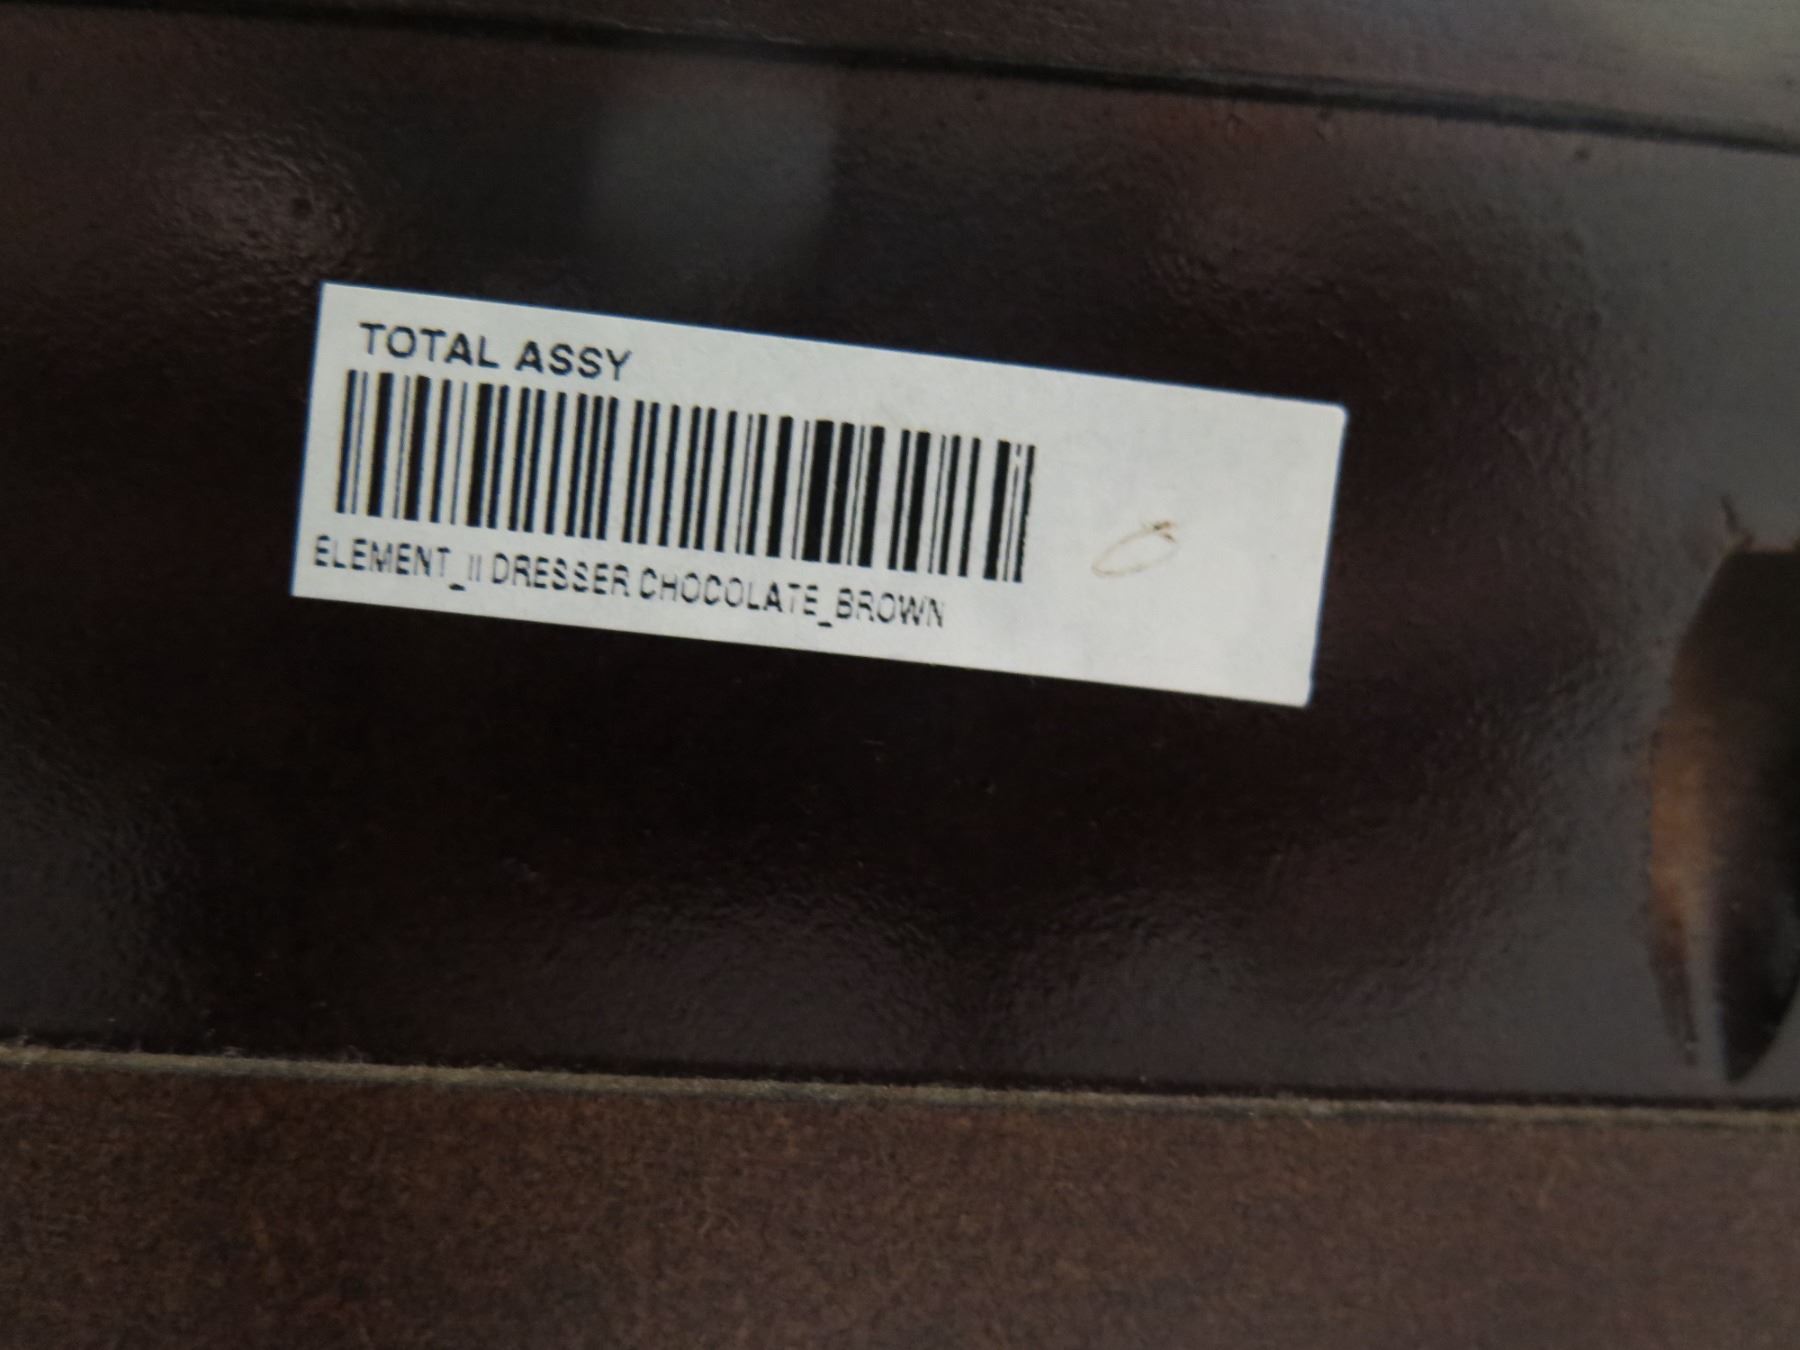 TOTAL ASSY
ELEMENT_II DRESSER CHOCOLATE_BROWN